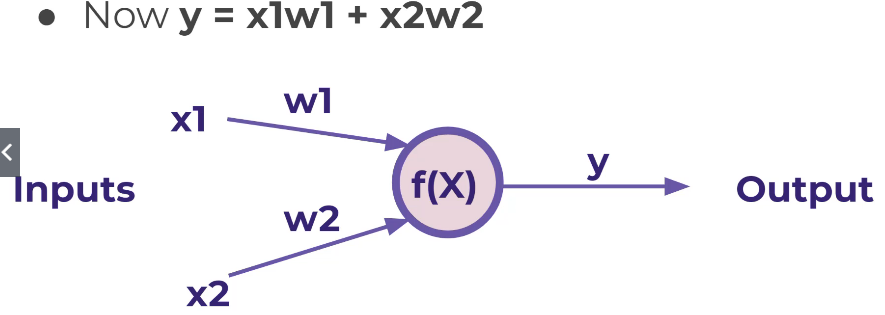 ● Now y = x1w1 + x2w2
w1
x1
f(X)
y
Inputs
Output
w2
x2